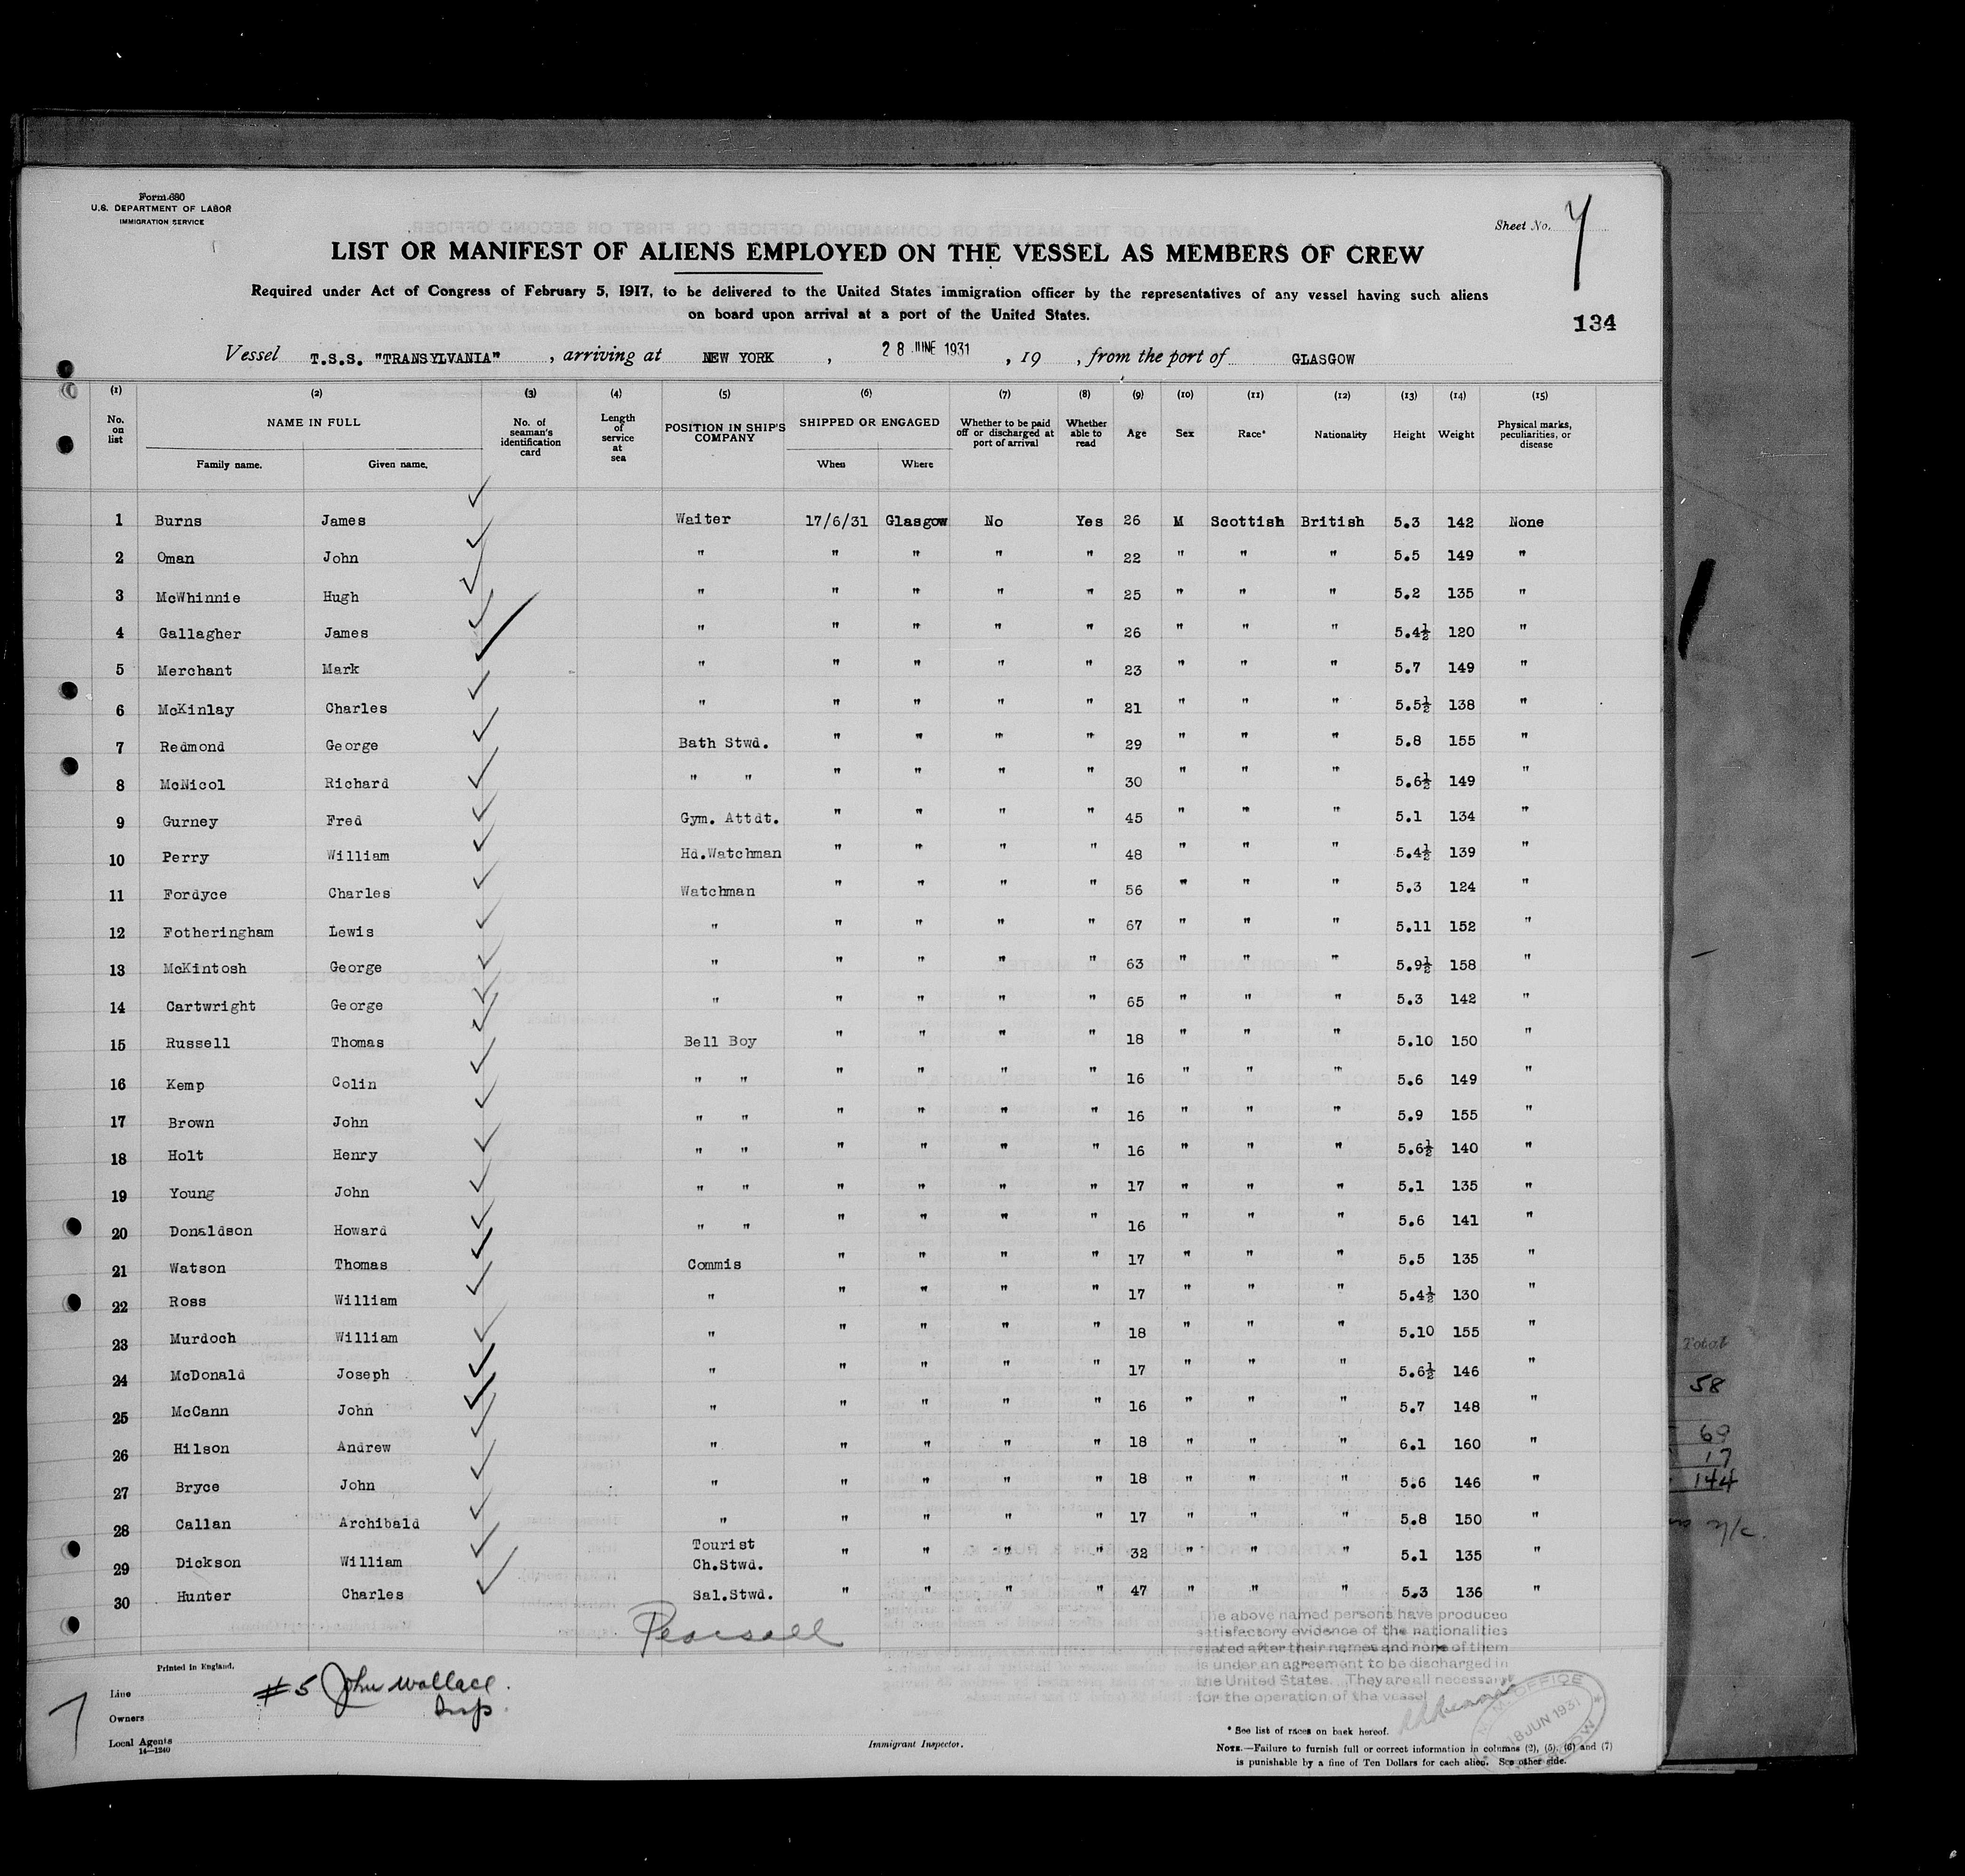 Form 680
U.S. DEPARTMENT OF LABOR
IMMIGRATION SERVICE
Sheet No. 7
LIST OR MANIFEST OF ALIENS EMPLOYED ON THE VESSEL AS MEMBERS OF CREW
Required under Act of Congress of February 5, 1917, to be delivered to the United States immigration officer by the representatives of any vessel having such aliens
on board upon arrival at a port of the United States.
134
Vessel T.S.S. "TRANSYLVANIA" , arriving at NEW YORK , 28 JUNE 1931 , 19 , from the port of GLASGOW
(1) (2) (3) (4) (5) (6) (7) (8) (9) (10) (11) (12) (13) (14) (15)
No. on list NAME IN FULL Family name. Given name. No. of seaman's identification card Length of service at sea POSITION IN SHIP'S COMPANY SHIPPED OR ENGAGED When Where Whether to be paid off or discharged at port of arrival Whether able to read Age Sex Race* Nationality Height Weight Physical marks, peculiarities, or disease
1 Burns James Waiter 17/6/31 Glasgow No Yes 26 M Scottish British 5.3 142 None
2 Oman John " " " " " 22 " " " 5.5 149 "
3 McWhinnie Hugh " " " " " 25 " " " 5.2 135 "
4 Gallagher James " " " " " 26 " " " 5.4½ 120 "
5 Merchant Mark " " " " " 23 " " " 5.7 149 "
6 McKinlay Charles " " " " " 21 " " " 5.5½ 138 "
7 Redmond George Bath Stwd. " " " " 29 " " " 5.8 155 "
8 McNicol Richard " " " " " " 30 " " " 5.6½ 149 "
9 Gurney Fred Gym. Attdt. " " " " 45 " " " 5.1 134 "
10 Perry William Hd.Watchman " " " " 48 " " " 5.4½ 139 "
11 Fordyce Charles Watchman " " " " 56 " " " 5.3 124 "
12 Fotheringham Lewis " " " " " 67 " " " 5.11 152 "
13 McKintosh George " " " " " 63 " " " 5.9½ 158 "
14 Cartwright George " " " " " 65 " " " 5.3 142 "
15 Russell Thomas Bell Boy " " " " 18 " " " 5.10 150 "
16 Kemp Colin " " " " " " 16 " " " 5.6 149 "
17 Brown John " " " " " " 16 " " " 5.9 155 "
18 Holt Henry " " " " " " 16 " " " 5.6½ 140 "
19 Young John " " " " " " 17 " " " 5.1 135 "
20 Donaldson Howard " " " " " " 16 " " " 5.6 141 "
21 Watson Thomas Commis " " " " 17 " " " 5.5 135 "
22 Ross William " " " " " 17 " " " 5.4½ 130 "
23 Murdoch William " " " " " 18 " " " 5.10 155 "
24 McDonald Joseph " " " " " 17 " " " 5.6½ 146 "
25 McCann John " " " " " 16 " " " 5.7 148 "
26 Hilson Andrew " " " " " 18 " " " 6.1 160 "
27 Bryce John " " " " " 18 " " " 5.6 146 "
28 Callan Archibald " " " " " 17 " " " 5.8 150 "
29 Dickson William Tourist Ch.Stwd. " " " " 32 " " " 5.1 135 "
30 Hunter Charles Sal.Stwd. " " " " 47 " " " 5.3 136 "
Pearsall
The above named persons have produced
satisfactory evidence of the nationalities
stated after their names and none of them
is under an agreement to be discharged in
the United States. They are all necessary
for the operation of the vessel
Printed in England.
Line
Owners
Local Agents
14—1240
#5 John Wallace
Insp.
Immigrant Inspector.
OFFICE
18 JUN 1931
* See list of races on back hereof.
NOTE.—Failure to furnish full or correct information in columns (2), (5), (6) and (7)
is punishable by a fine of Ten Dollars for each alien. See other side.
Total
58
69
17
144